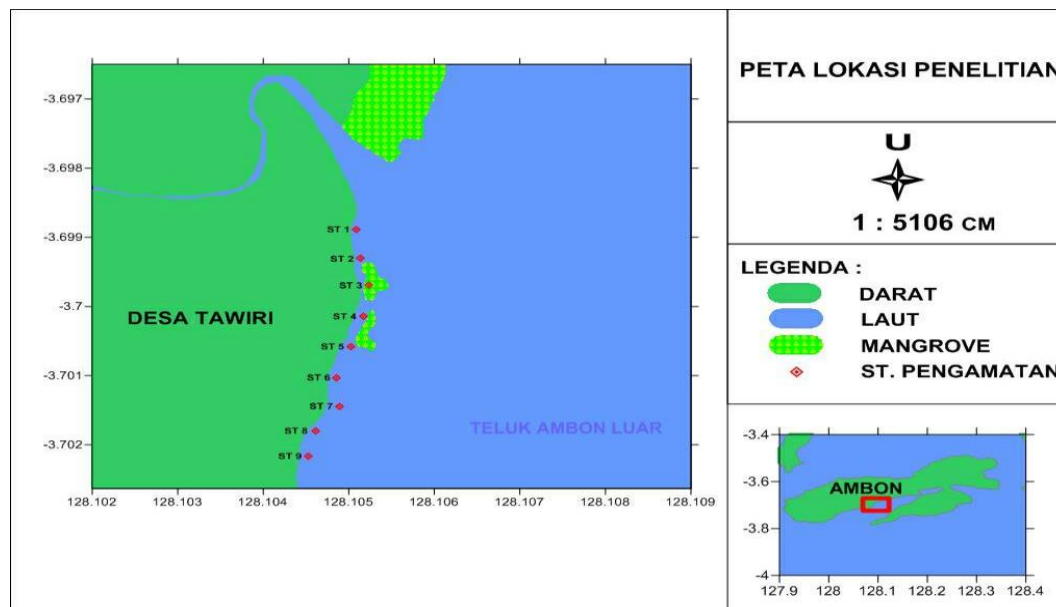 -3.697
-3.698
-3.699
-3.7
-3.701
-3.702
128.102 128.103 128.104 128.105 128.106 128.107 128.108 128.109
ST 1
ST 2
ST 3
ST 4
ST 5
ST 6
ST 7
ST 8
ST 9
DESA TAWIRI
TELUK AMBON LUAR
PETA LOKASI PENELITIAN
U
1 : 5106 CM
LEGENDA :
DARAT
LAUT
MANGROVE
ST. PENGAMATAN
-3.4
-3.6
-3.8
-4
AMBON
127.9 128 128.1 128.2 128.3 128.4